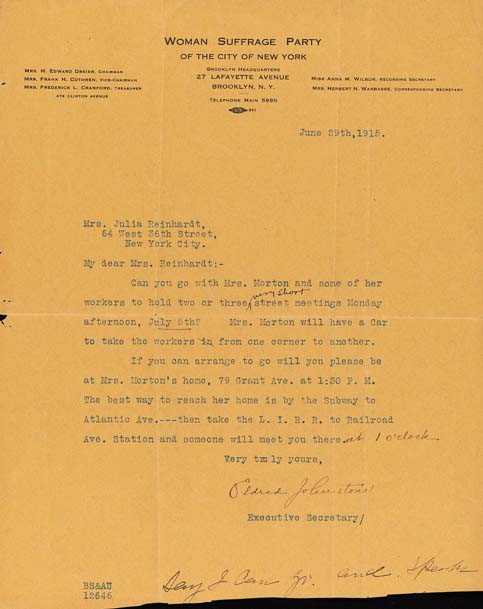 WOMAN SUFFRAGE PARTY
OF THE CITY OF NEW YORK
BROOKLYN HEADQUARTERS
27 LAFAYETTE AVENUE
BROOKLYN, N. Y.
TELEPHONE MAIN 5980
MRS. H. EDWARD DREIER, CHAIRMAN
MRS. FRANK H. COTHREN, VICE-CHAIRMAN
MRS. FREDERICK L. CRANFORD, TREASURER
CLINTON AVENUE
MISS ANNA M. WILBUR, RECORDING SECRETARY
MRS. HERBERT N. WARBASSE, CORRESPONDING SECRETARY
June 29th, 1915.
Mrs. Julia Reinhardt,
64 West 36th Street,
New York City.
My dear Mrs. Reinhardt:-
Can you go with Mrs. Morton and some of her
very short
workers to hold two or three street meetings Monday
afternoon, July 5th? Mrs. Morton will have a Car
to take the workers in from one corner to another.
If you can arrange to go will you please be
at Mrs. Morton's home, 79 Grant Ave. at 1:30 P. M.
The best way to reach her home is by the Subway to
Atlantic Ave.---then take the L. I. R. R. to Railroad
Ave. Station and someone will meet you there at 1 o'clock
Very truly yours,
Eldred Johnstone
Executive Secretary/
Say I Can go. and. Speak
BS&AU
12646